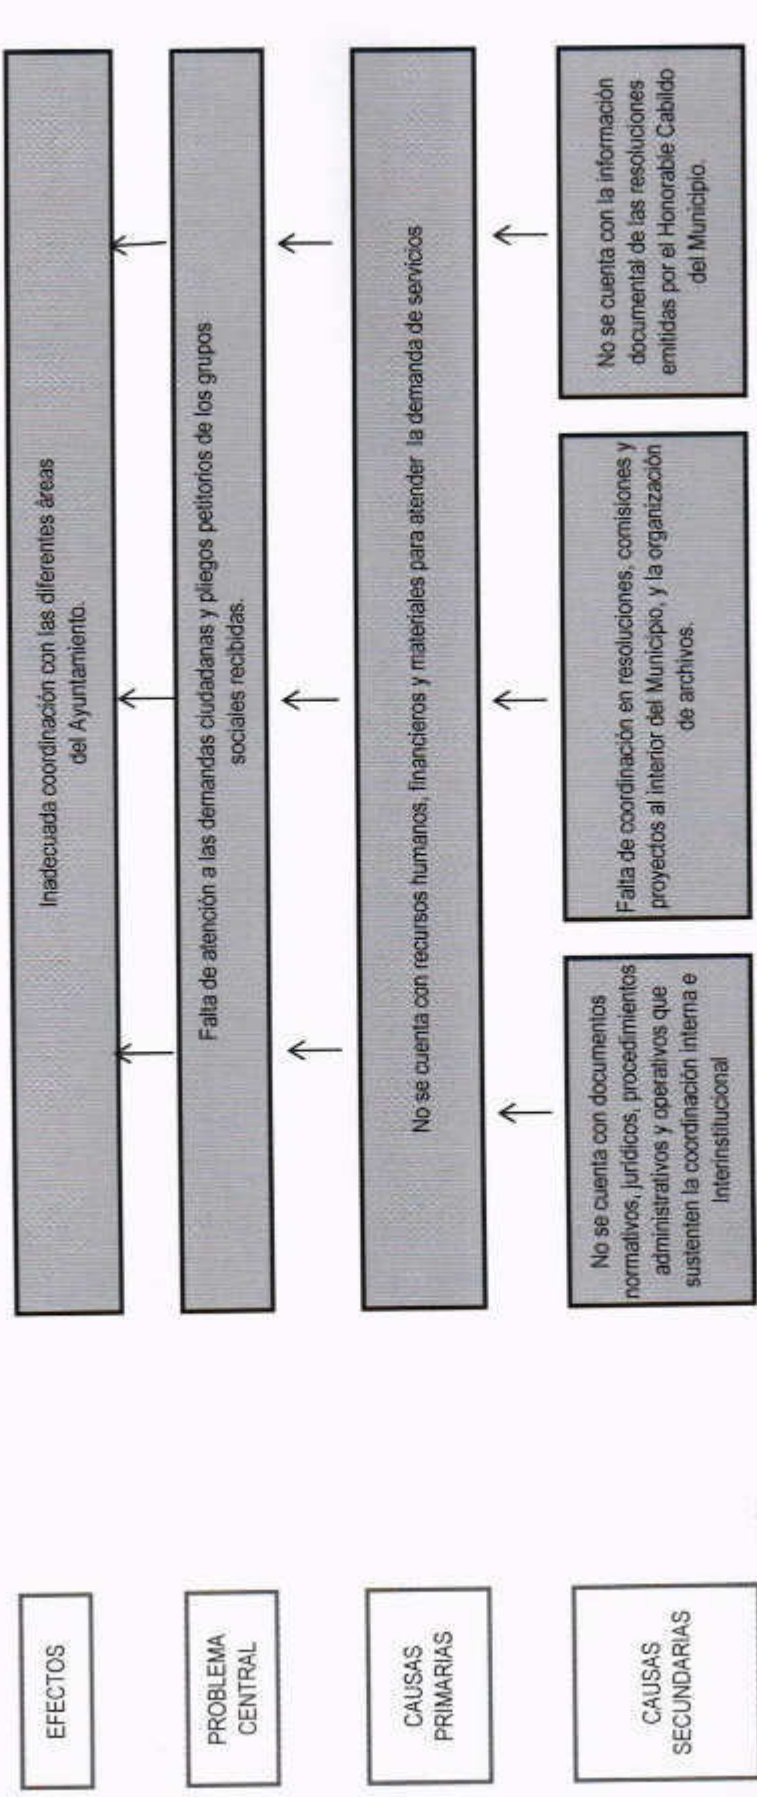 EFECTOS
Inadecuada coordinación con las diferentes áreas
del Ayuntamiento.
PROBLEMA
CENTRAL
Falta de atención a las demandas ciudadanas y pliegos petitorios de los grupos
sociales recibidas.
CAUSAS
PRIMARIAS
No se cuenta con recursos humanos, financieros y materiales para atender la demanda de servicios
CAUSAS
SECUNDARIAS
No se cuenta con documentos
normativos, jurídicos, procedimientos
administrativos y operativos que
sustenten la coordinación interna e
Interinstitucional
Falta de coordinación en resoluciones, comisiones y
proyectos al interior del Municipio, y la organización
de archivos.
No se cuenta con la información
documental de las resoluciones
emitidas por el Honorable Cabildo
del Municipio.